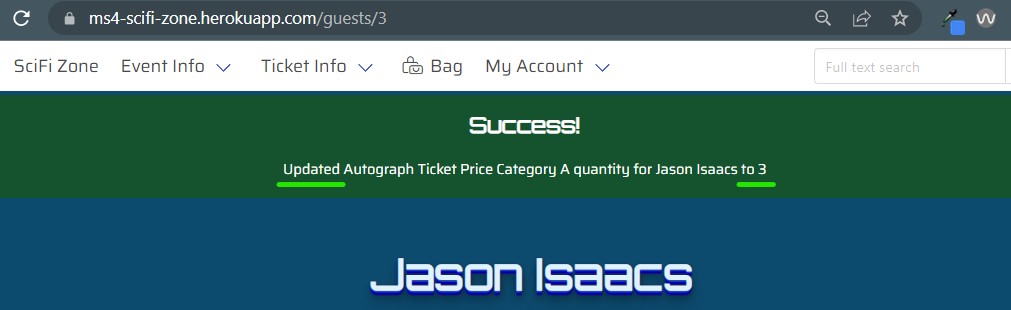 ms4-scifi-zone.herokuapp.com/guests/3
SciFi Zone Event Info Ticket Info Bag My Account Full text search
Success!
Updated Autograph Ticket Price Category A quantity for Jason Isaacs to 3
Jason Isaacs